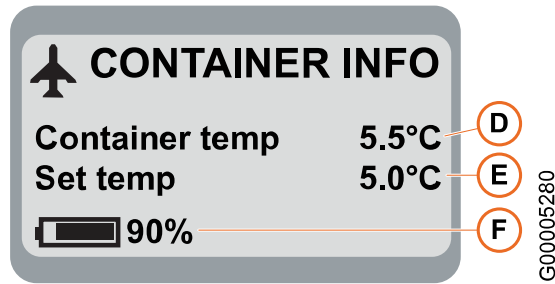 CONTAINER INFO
Container temp 5.5°C D
Set temp 5.0°C E
90% F
G00005280